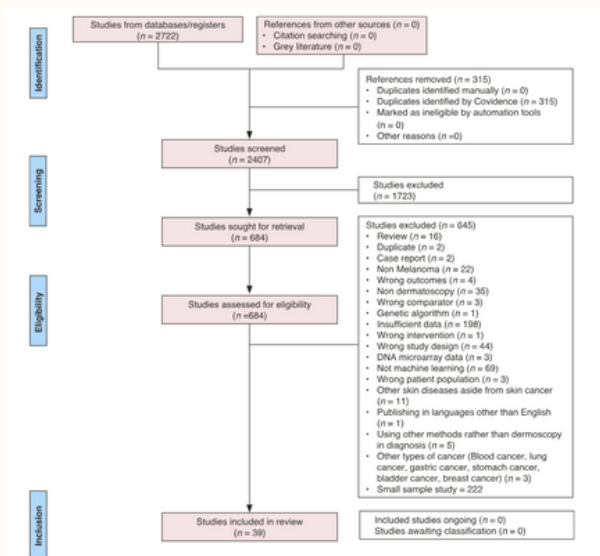 Identification
Studies from databases/registers
(n = 2722)
References from other sources (n = 0)
• Citation searching (n = 0)
• Grey literature (n = 0)
References removed (n = 315)
• Duplicates identified manually (n = 0)
• Duplicates identified by Covidence (n = 315)
• Marked as ineligible by automation tools
(n = 0)
• Other reasons (n =0)
Screening
Studies screened
(n = 2407)
Studies excluded
(n = 1723)
Studies sought for retrieval
(n = 684)
Eligibility
Studies assessed for eligibility
(n =684)
Studies excluded (n = 645)
• Review (n = 16)
• Duplicate (n = 2)
• Case report (n = 2)
• Non Melanoma (n = 22)
• Wrong outcomes (n = 4)
• Non dermatoscopy (n = 35)
• Wrong comparator (n = 3)
• Genetic algorithm (n = 1)
• Insufficient data (n = 198)
• Wrong intervention (n = 1)
• Wrong study design (n = 44)
• DNA microarray data (n = 3)
• Not machine learning (n = 69)
• Wrong patient population (n = 3)
• Other skin diseases aside from skin cancer
(n = 11)
• Publishing in languages other than English
(n = 1)
• Using other methods rather than dermoscopy
in diagnosis (n = 5)
• Other types of cancer (Blood cancer, lung
cancer, gastric cancer, stomach cancer,
bladder cancer, breast cancer) (n = 3)
• Small sample study = 222
Inclusion
Studies included in review
(n = 39)
Included studies ongoing (n = 0)
Studies awaiting classification (n = 0)